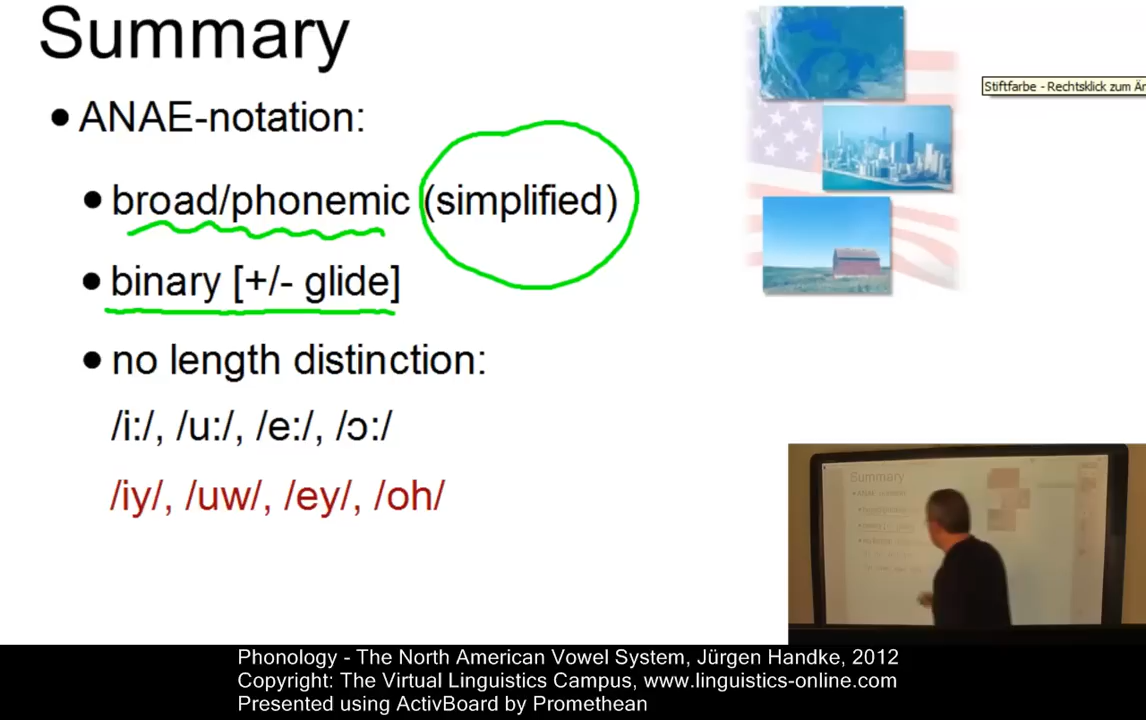 Summary
Stiftfarbe - Rechtsklick zum
• ANAE-notation:
• broad/phonemic (simplified)
• binary [+/- glide]
• no length distinction:
/i:/, /u:/, /e:/, /ɔ:/
/iy/, /uw/, /ey/, /oh/
Summary
Phonology - The North American Vowel System, Jürgen Handke, 2012
Copyright: The Virtual Linguistics Campus, www.linguistics-online.com
Presented using ActivBoard by Promethean